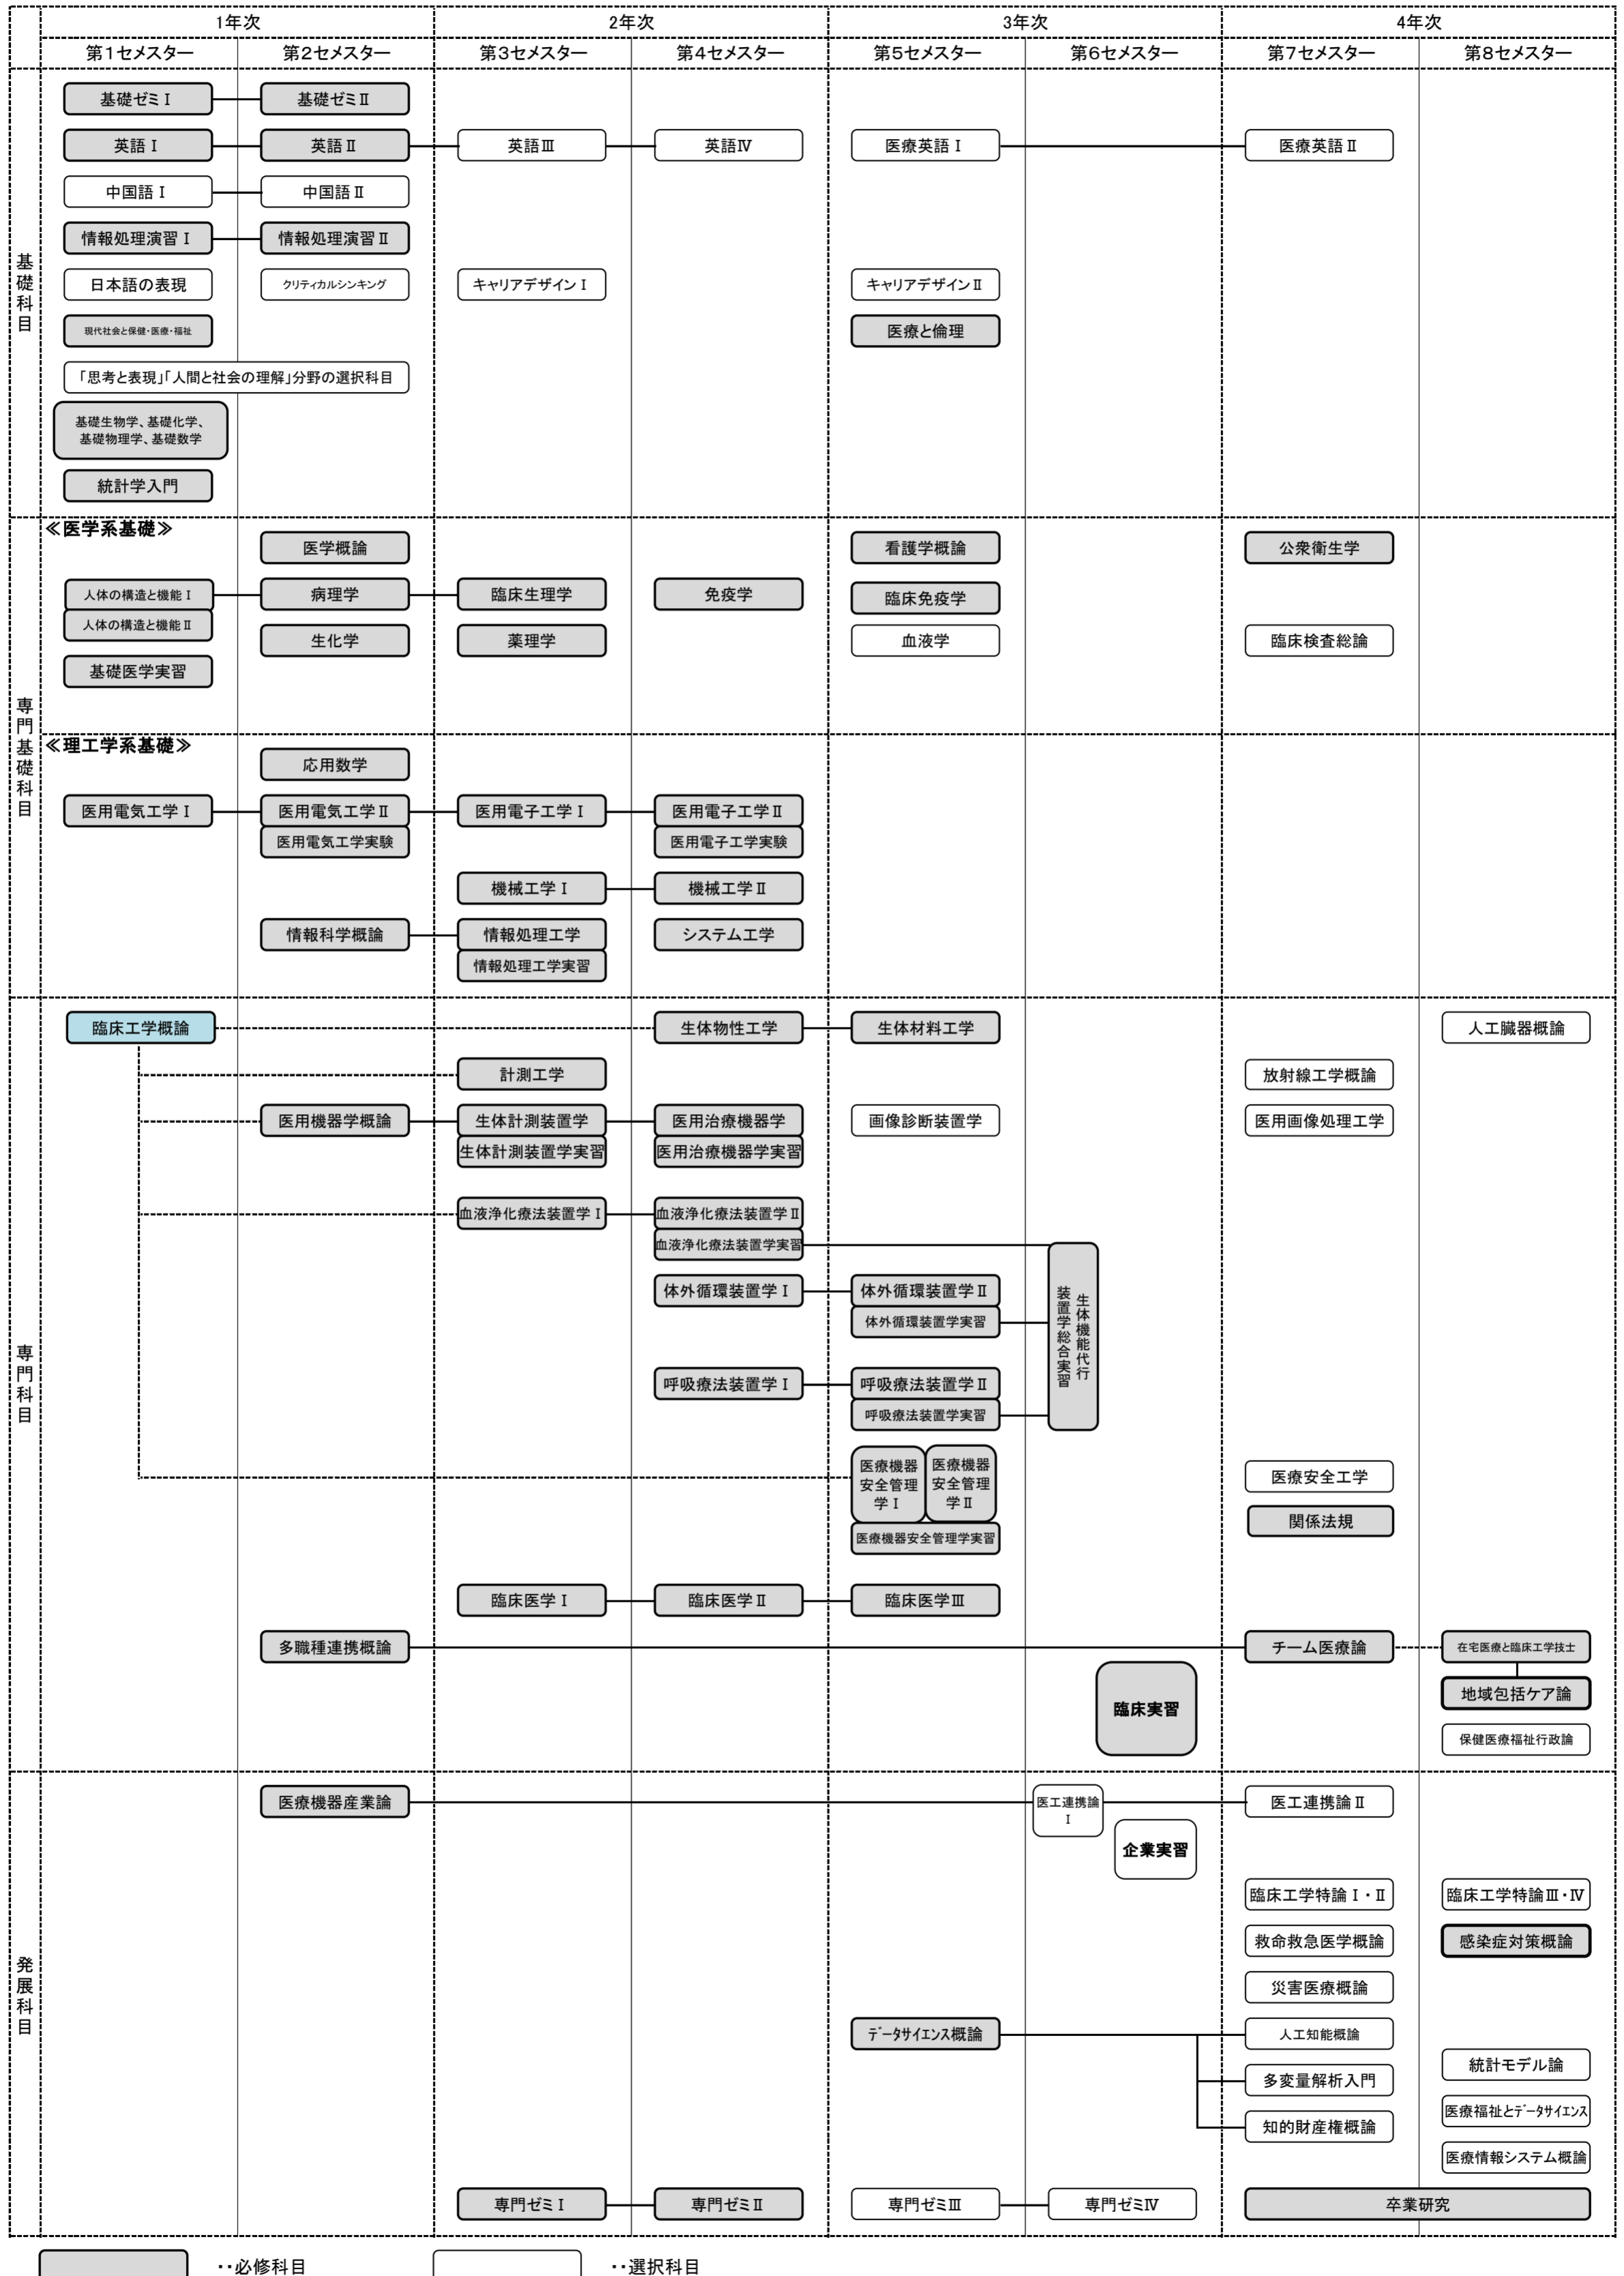 1年次 2年次 3年次 4年次
第1セメスター 第2セメスター 第3セメスター 第4セメスター 第5セメスター 第6セメスター 第7セメスター 第8セメスター
基礎科目
基礎ゼミⅠ 基礎ゼミⅡ
英語Ⅰ 英語Ⅱ 英語Ⅲ 英語Ⅳ 医療英語Ⅰ 医療英語Ⅱ
中国語Ⅰ 中国語Ⅱ
情報処理演習Ⅰ 情報処理演習Ⅱ
日本語の表現 クリティカルシンキング キャリアデザインⅠ キャリアデザインⅡ
現代社会と保健・医療・福祉 医療と倫理
「思考と表現」「人間と社会の理解」分野の選択科目
基礎生物学、基礎化学、
基礎物理学、基礎数学
統計学入門
専門基礎科目
≪医学系基礎≫
医学概論 看護学概論 公衆衛生学
人体の構造と機能Ⅰ 病理学 臨床生理学 免疫学 臨床免疫学
人体の構造と機能Ⅱ 生化学 薬理学 血液学 臨床検査総論
基礎医学実習
≪理工学系基礎≫
応用数学
医用電気工学Ⅰ 医用電気工学Ⅱ 医用電子工学Ⅰ 医用電子工学Ⅱ
医用電気工学実験 医用電子工学実験
機械工学Ⅰ 機械工学Ⅱ
情報科学概論 情報処理工学 システム工学
情報処理工学実習
専門科目
臨床工学概論 生体物性工学 生体材料工学 人工臓器概論
計測工学 放射線工学概論
医用機器学概論 生体計測装置学 医用治療機器学 画像診断装置学 医用画像処理工学
生体計測装置学実習 医用治療機器学実習
血液浄化療法装置学Ⅰ 血液浄化療法装置学Ⅱ
血液浄化療法装置学実習
生体機能代行
装置学総合実習
体外循環装置学Ⅰ 体外循環装置学Ⅱ
体外循環装置学実習
呼吸療法装置学Ⅰ 呼吸療法装置学Ⅱ
呼吸療法装置学実習
医療機器 医療機器
安全管理 安全管理
学Ⅰ 学Ⅱ
医療安全工学
関係法規
医療機器安全管理学実習
臨床医学Ⅰ 臨床医学Ⅱ 臨床医学Ⅲ
多職種連携概論 チーム医療論 在宅医療と臨床工学技士
臨床実習 地域包括ケア論
保健医療福祉行政論
発展科目
医療機器産業論 医工連携論 医工連携論Ⅱ
Ⅰ
企業実習
臨床工学特論Ⅰ・Ⅱ 臨床工学特論Ⅲ・Ⅳ
救命救急医学概論 感染症対策概論
災害医療概論
データサイエンス概論 人工知能概論
統計モデル論
多変量解析入門
医療福祉とデータサイエンス
知的財産権概論
医療情報システム概論
専門ゼミⅠ 専門ゼミⅡ 専門ゼミⅢ 専門ゼミⅣ 卒業研究
‥必修科目 ‥選択科目